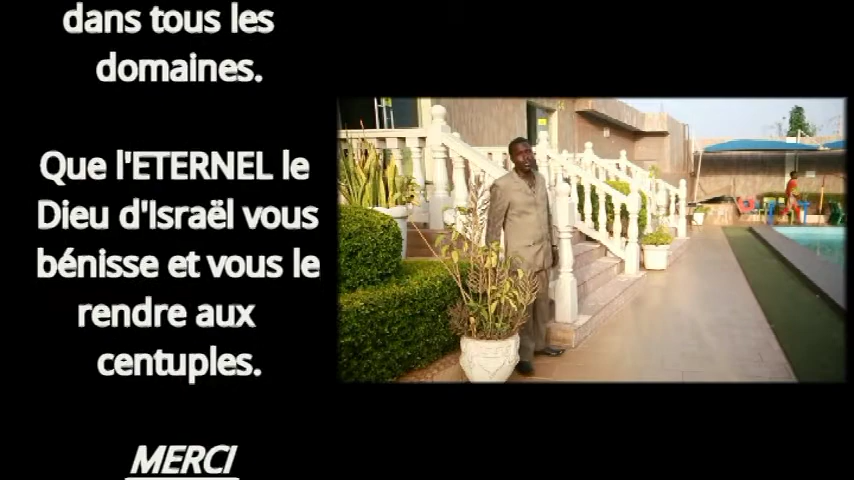 dans tous les
domaines.
Que l'ETERNEL le
Dieu d'Israël vous
bénisse et vous le
rendre aux
centuples.
MERCI